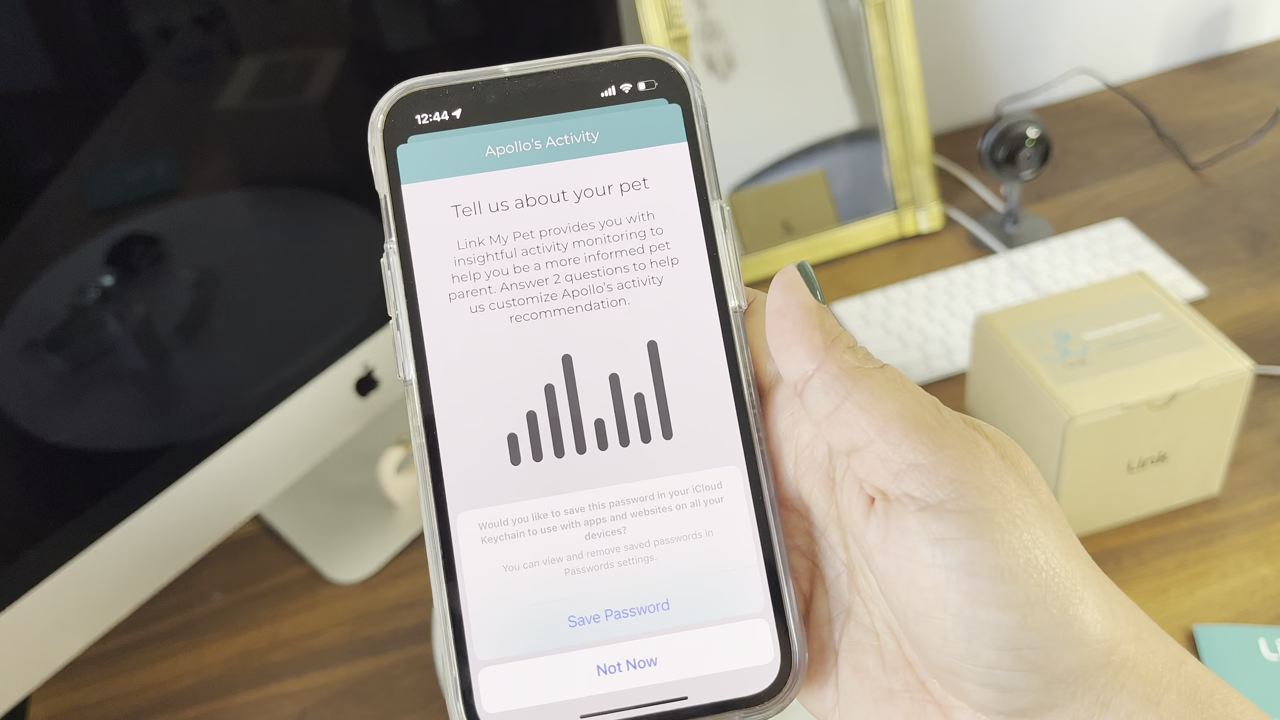 12:44
Apollo's Activity
Tell us about your pet
Link My Pet provides you with
insightful activity monitoring to
help you be a more informed pet
parent. Answer 2 questions to help
us customize Apollo's activity
recommendation.
Would you like to save this password in your iCloud
Keychain to use with apps and websites on all your
devices?
You can view and remove saved passwords in
Passwords settings.
Save Password
Not Now
Link